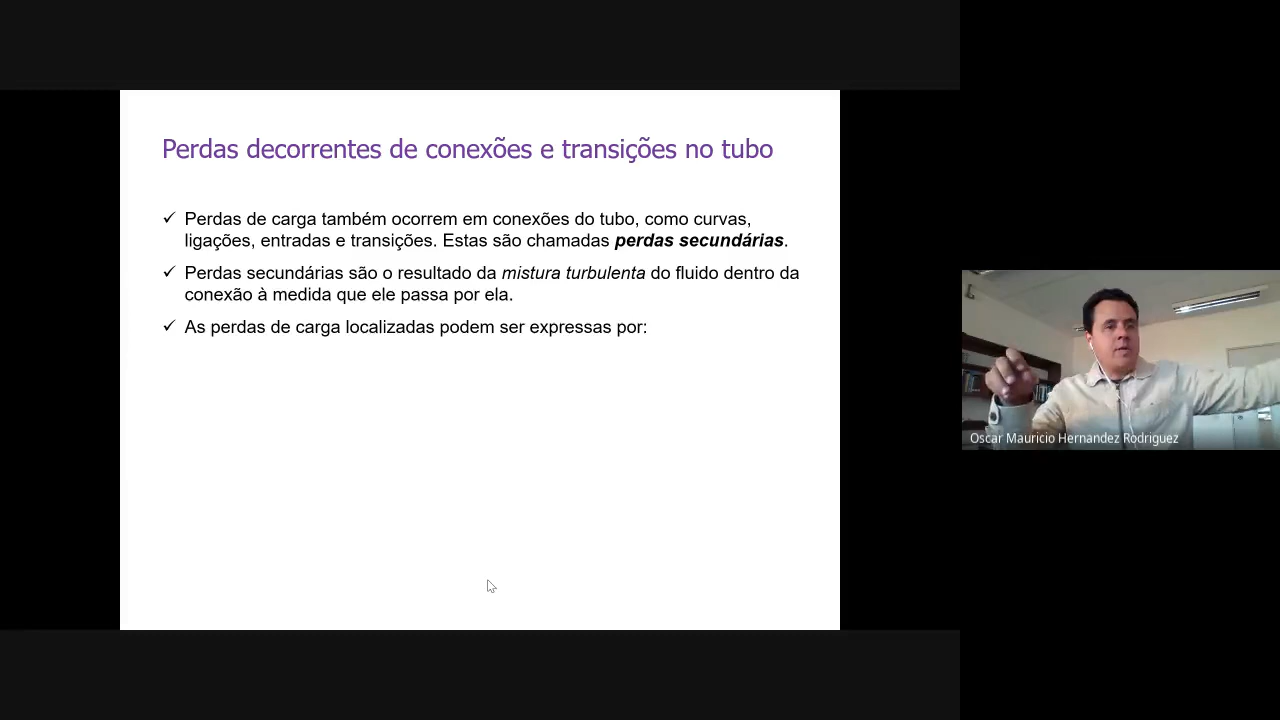 Perdas decorrentes de conexões e transições no tubo
✓ Perdas de carga também ocorrem em conexões do tubo, como curvas,
ligações, entradas e transições. Estas são chamadas perdas secundárias.
✓ Perdas secundárias são o resultado da mistura turbulenta do fluido dentro da
conexão à medida que ele passa por ela.
✓ As perdas de carga localizadas podem ser expressas por:
Oscar Mauricio Hernandez Rodriguez